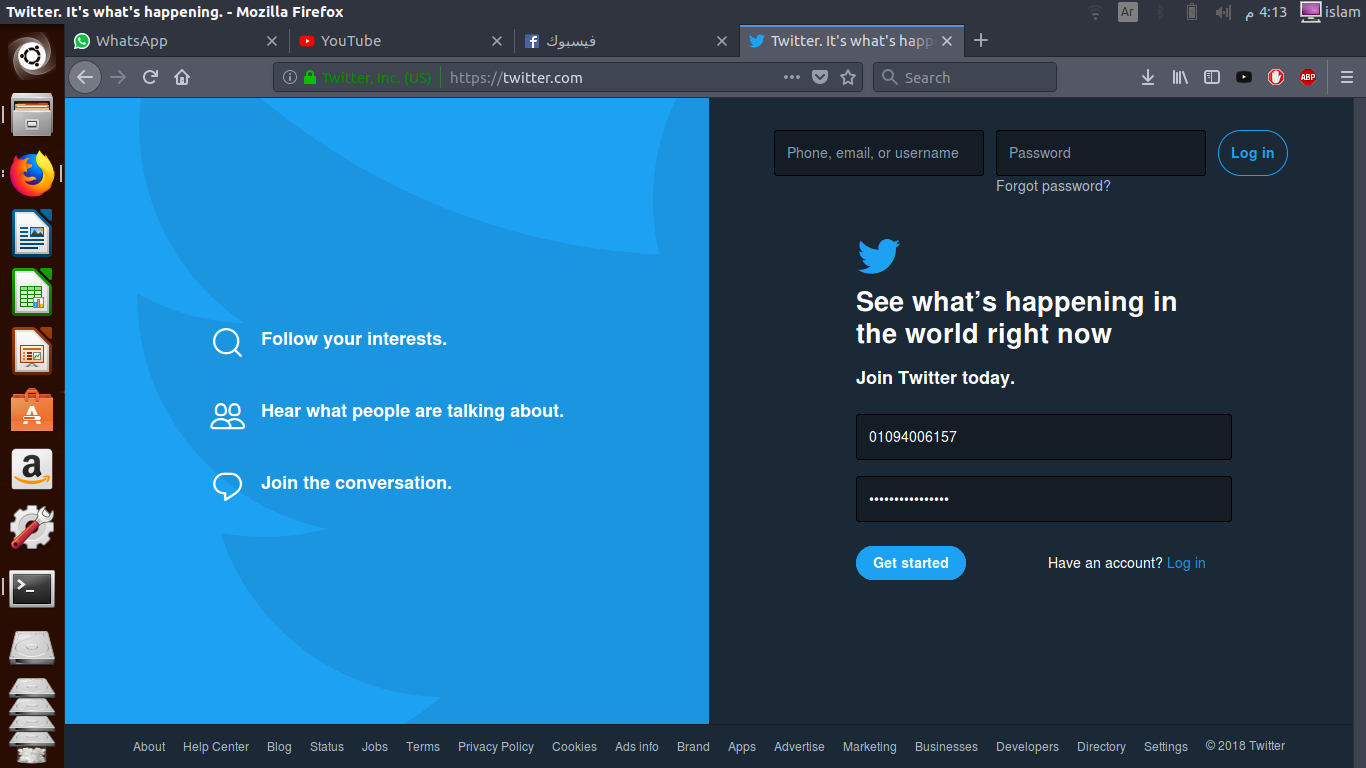 Twitter. It's what's happening. - Mozilla Firefox
Ar
4:13 م
islam
WhatsApp
YouTube
فيسبوك
Twitter. It's what's happ
Twitter, Inc. (US)
https://twitter.com
Search
ABP
Phone, email, or username
Password
Log in
Forgot password?
Follow your interests.
Hear what people are talking about.
Join the conversation.
See what's happening in
the world right now
Join Twitter today.
01094006157
••••••••••••••••
Get started
Have an account? Log in
About Help Center Blog Status Jobs Terms Privacy Policy Cookies Ads info Brand Apps Advertise Marketing Businesses Developers Directory Settings © 2018 Twitter